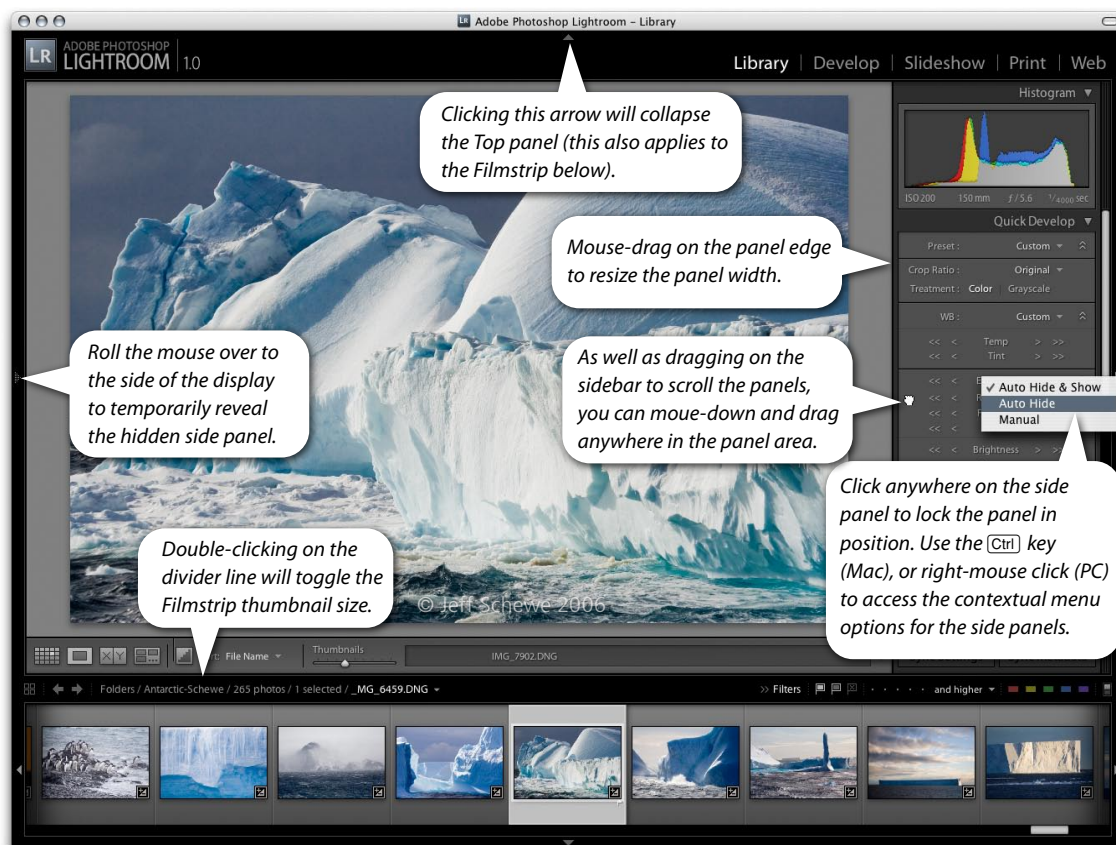 Adobe Photoshop Lightroom – Library
LR ADOBE PHOTOSHOP
LIGHTROOM 1.0
Library | Develop | Slideshow | Print | Web
Clicking this arrow will collapse
the Top panel (this also applies to
the Filmstrip below).
Histogram
ISO 200 150 mm ƒ / 5.6 1/4000 sec
Quick Develop
Mouse-drag on the panel edge
to resize the panel width.
Preset : Custom
Crop Ratio : Original
Treatment : Color Grayscale
WB : Custom
<< < Temp > >>
<< < Tint > >>
Roll the mouse over to
the side of the display
to temporarily reveal
the hidden side panel.
As well as dragging on the
sidebar to scroll the panels,
you can moue-down and drag
anywhere in the panel area.
✓ Auto Hide & Show
Auto Hide
Manual
<< < Brightness > >>
Click anywhere on the side
panel to lock the panel in
position. Use the Ctrl key
(Mac), or right-mouse click (PC)
to access the contextual menu
options for the side panels.
Double-clicking on the
divider line will toggle the
Filmstrip thumbnail size.
© Jeff Schewe 2006
XY
File Name
Thumbnails
IMG_7902.DNG
Folders / Antarctic-Schewe / 265 photos / 1 selected / _MG_6459.DNG
>> Filters
and higher